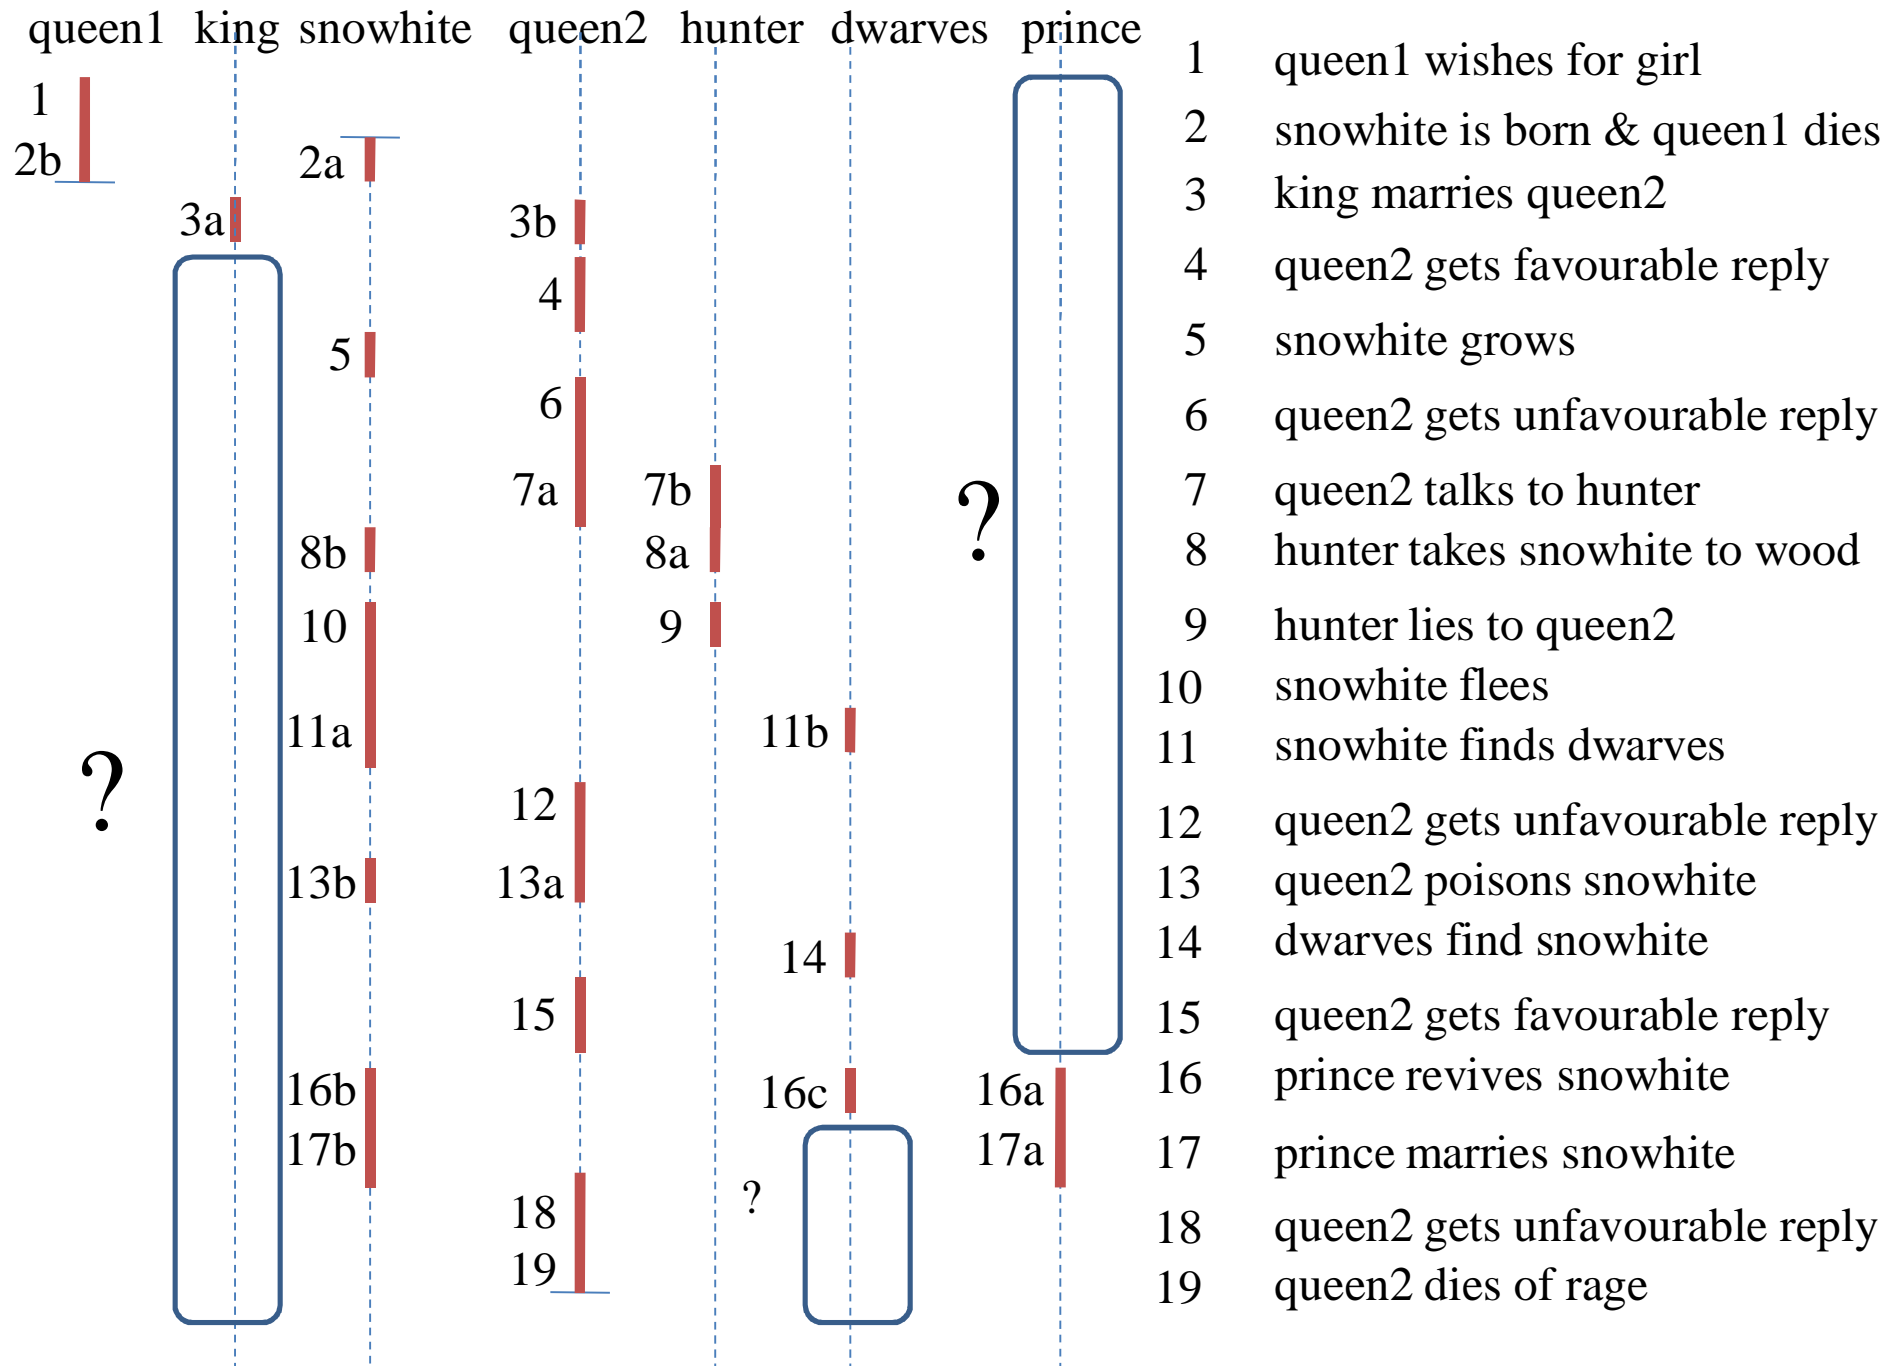 queen1 king snowhite queen2 hunter dwarves prince
1 queen1 wishes for girl
1
2 snowhite is born & queen1 dies
2b 2a
3 king marries queen2
3a 3b
4 queen2 gets favourable reply
4
5 snowhite grows
5
6 queen2 gets unfavourable reply
6
7a 7b ? 7 queen2 talks to hunter
8b 8a 8 hunter takes snowhite to wood
10 9 9 hunter lies to queen2
10 snowhite flees
11a 11b 11 snowhite finds dwarves
?
12 12 queen2 gets unfavourable reply
13b 13a 13 queen2 poisons snowhite
14 14 dwarves find snowhite
15 15 queen2 gets favourable reply
16b 16c 16a 16 prince revives snowhite
17b 17a 17 prince marries snowhite
?
18 18 queen2 gets unfavourable reply
19 19 queen2 dies of rage